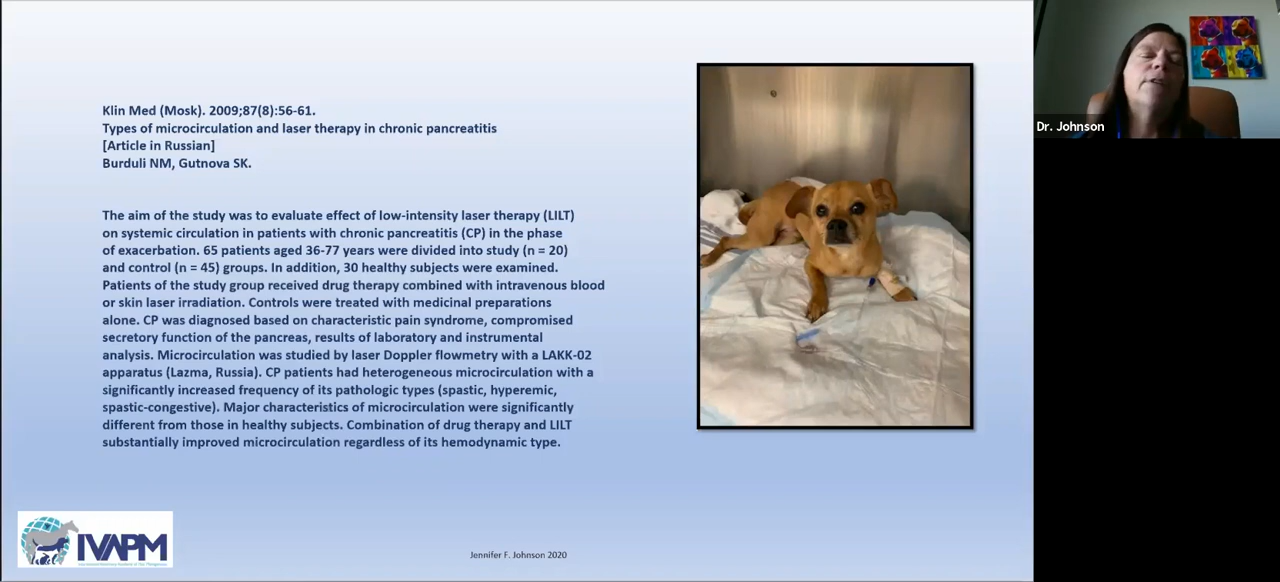 Klin Med (Mosk). 2009;87(8):56-61.
Types of microcirculation and laser therapy in chronic pancreatitis
[Article in Russian]
Burduli NM, Gutnova SK.
The aim of the study was to evaluate effect of low-intensity laser therapy (LILT)
on systemic circulation in patients with chronic pancreatitis (CP) in the phase
of exacerbation. 65 patients aged 36-77 years were divided into study (n = 20)
and control (n = 45) groups. In addition, 30 healthy subjects were examined.
Patients of the study group received drug therapy combined with intravenous blood
or skin laser irradiation. Controls were treated with medicinal preparations
alone. CP was diagnosed based on characteristic pain syndrome, compromised
secretory function of the pancreas, results of laboratory and instrumental
analysis. Microcirculation was studied by laser Doppler flowmetry with a LAKK-02
apparatus (Lazma, Russia). CP patients had heterogeneous microcirculation with a
significantly increased frequency of its pathologic types (spastic, hyperemic,
spastic-congestive). Major characteristics of microcirculation were significantly
different from those in healthy subjects. Combination of drug therapy and LILT
substantially improved microcirculation regardless of its hemodynamic type.
IVAPM
Jennifer F. Johnson 2020
Dr. Johnson